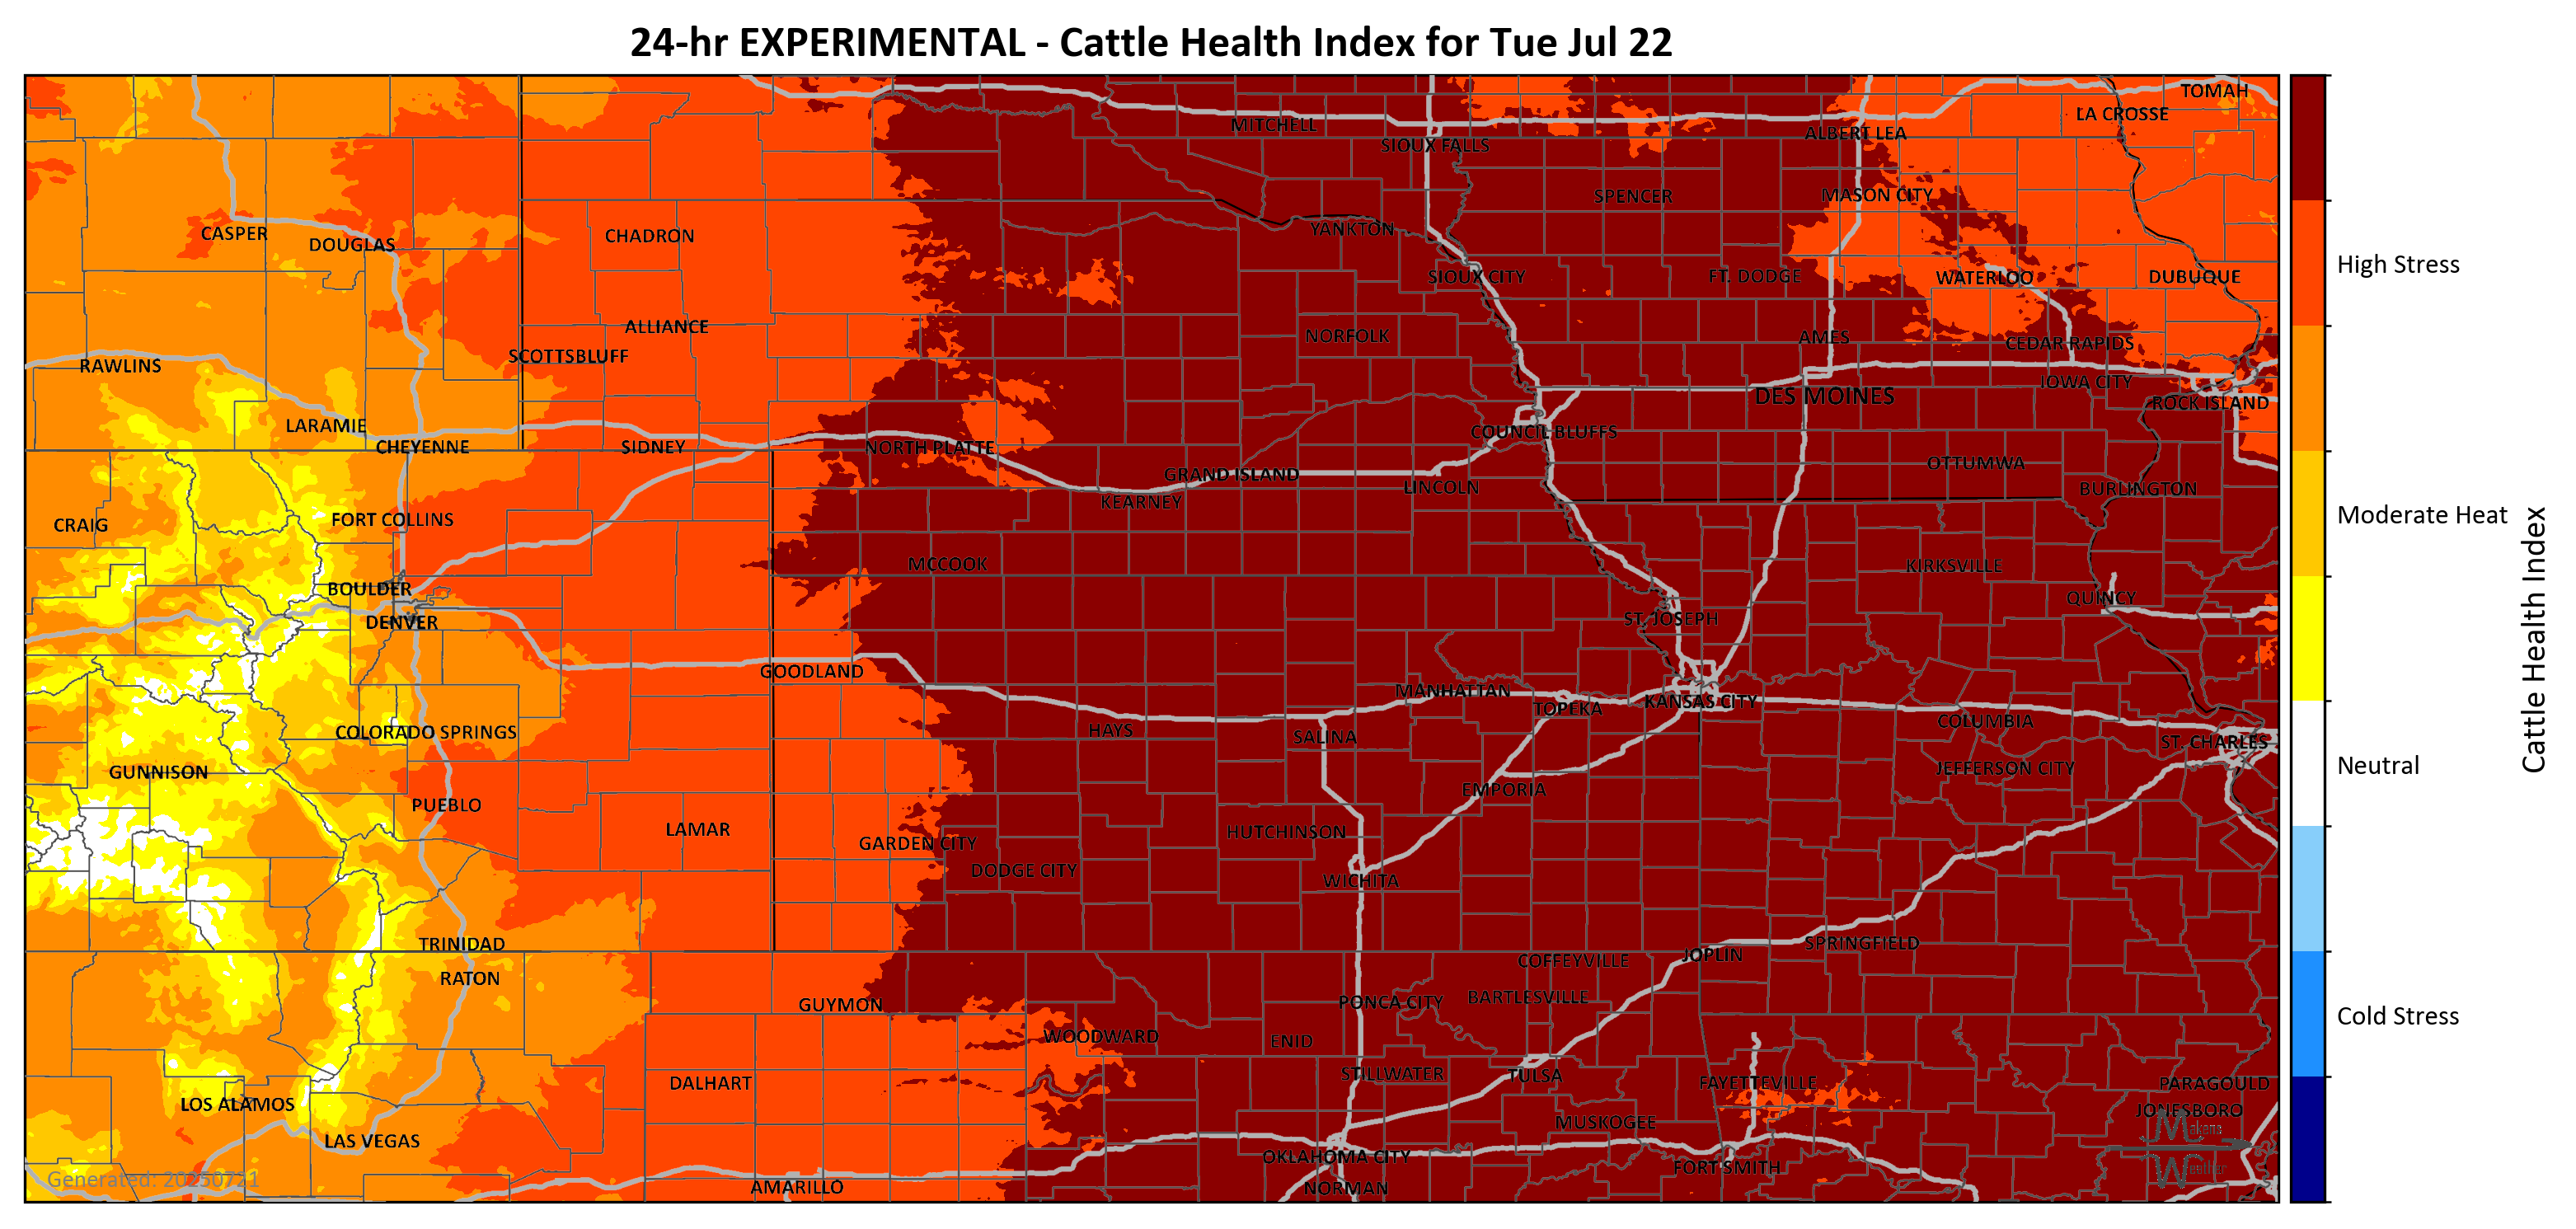 24-hr EXPERIMENTAL - Cattle Health Index for Tue Jul 22
TOMAH
LA CROSSE
MITCHELL
ALBERT LEA
SIOUX FALLS
SPENCER
MASON CITY
CASPER
DOUGLAS
CHADRON
YANKTON
High Stress
SIOUX CITY
FT. DODGE
WATERLOO
DUBUQUE
ALLIANCE
NORFOLK
AMES
CEDAR RAPIDS
SCOTTSBLUFF
RAWLINS
IOWA CITY
DES MOINES
ROCK ISLAND
LARAMIE
COUNCIL BLUFFS
CHEYENNE
SIDNEY
NORTH PLATTE
GRAND ISLAND
OTTUMWA
LINCOLN
BURLINGTON
KEARNEY
Moderate Heat
CRAIG
FORT COLLINS
MCCOOK
KIRKSVILLE
BOULDER
QUINCY
DENVER
ST. JOSEPH
Cattle Health Index
GOODLAND
MANHATTAN
KANSAS CITY
TOPEKA
COLUMBIA
COLORADO SPRINGS
HAYS
SALINA
ST. CHARLES
GUNNISON
JEFFERSON CITY
Neutral
EMPORIA
PUEBLO
LAMAR
HUTCHINSON
GARDEN CITY
DODGE CITY
WICHITA
TRINIDAD
SPRINGFIELD
JOPLIN
COFFEYVILLE
RATON
BARTLESVILLE
PONCA CITY
GUYMON
Cold Stress
WOODWARD
ENID
STILLWATER
TULSA
DALHART
FAYETTEVILLE
PARAGOULD
LOS ALAMOS
JONESBORO
MUSKOGEE
Makens
LAS VEGAS
OKLAHOMA CITY
FORT SMITH
Weather
Generated: 20250721
AMARILLO
NORMAN